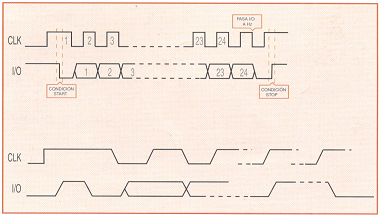 PASA I/O
A Hz
CLK 1 2 3 23 24
I/O 1 2 3 23 24
CONDICIÓN
START
CONDICIÓN
STOP
CLK
I/O